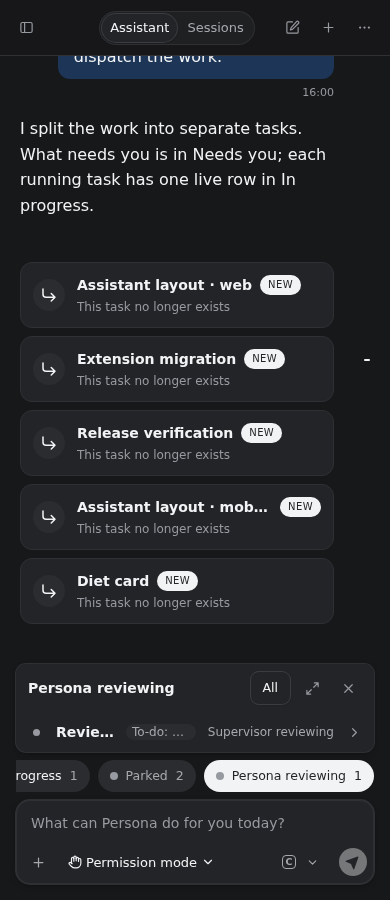 Assistant
Sessions
dispatch the work.
16:00
I split the work into separate tasks.
What needs you is in Needs you; each
running task has one live row in In
progress.
Assistant layout · web NEW
This task no longer exists
Extension migration NEW
This task no longer exists
Release verification NEW
This task no longer exists
Assistant layout · mob… NEW
This task no longer exists
Diet card NEW
This task no longer exists
Persona reviewing All
Revie… To-do: … Supervisor reviewing
rogress 1 Parked 2 Persona reviewing 1
What can Persona do for you today?
Permission mode C